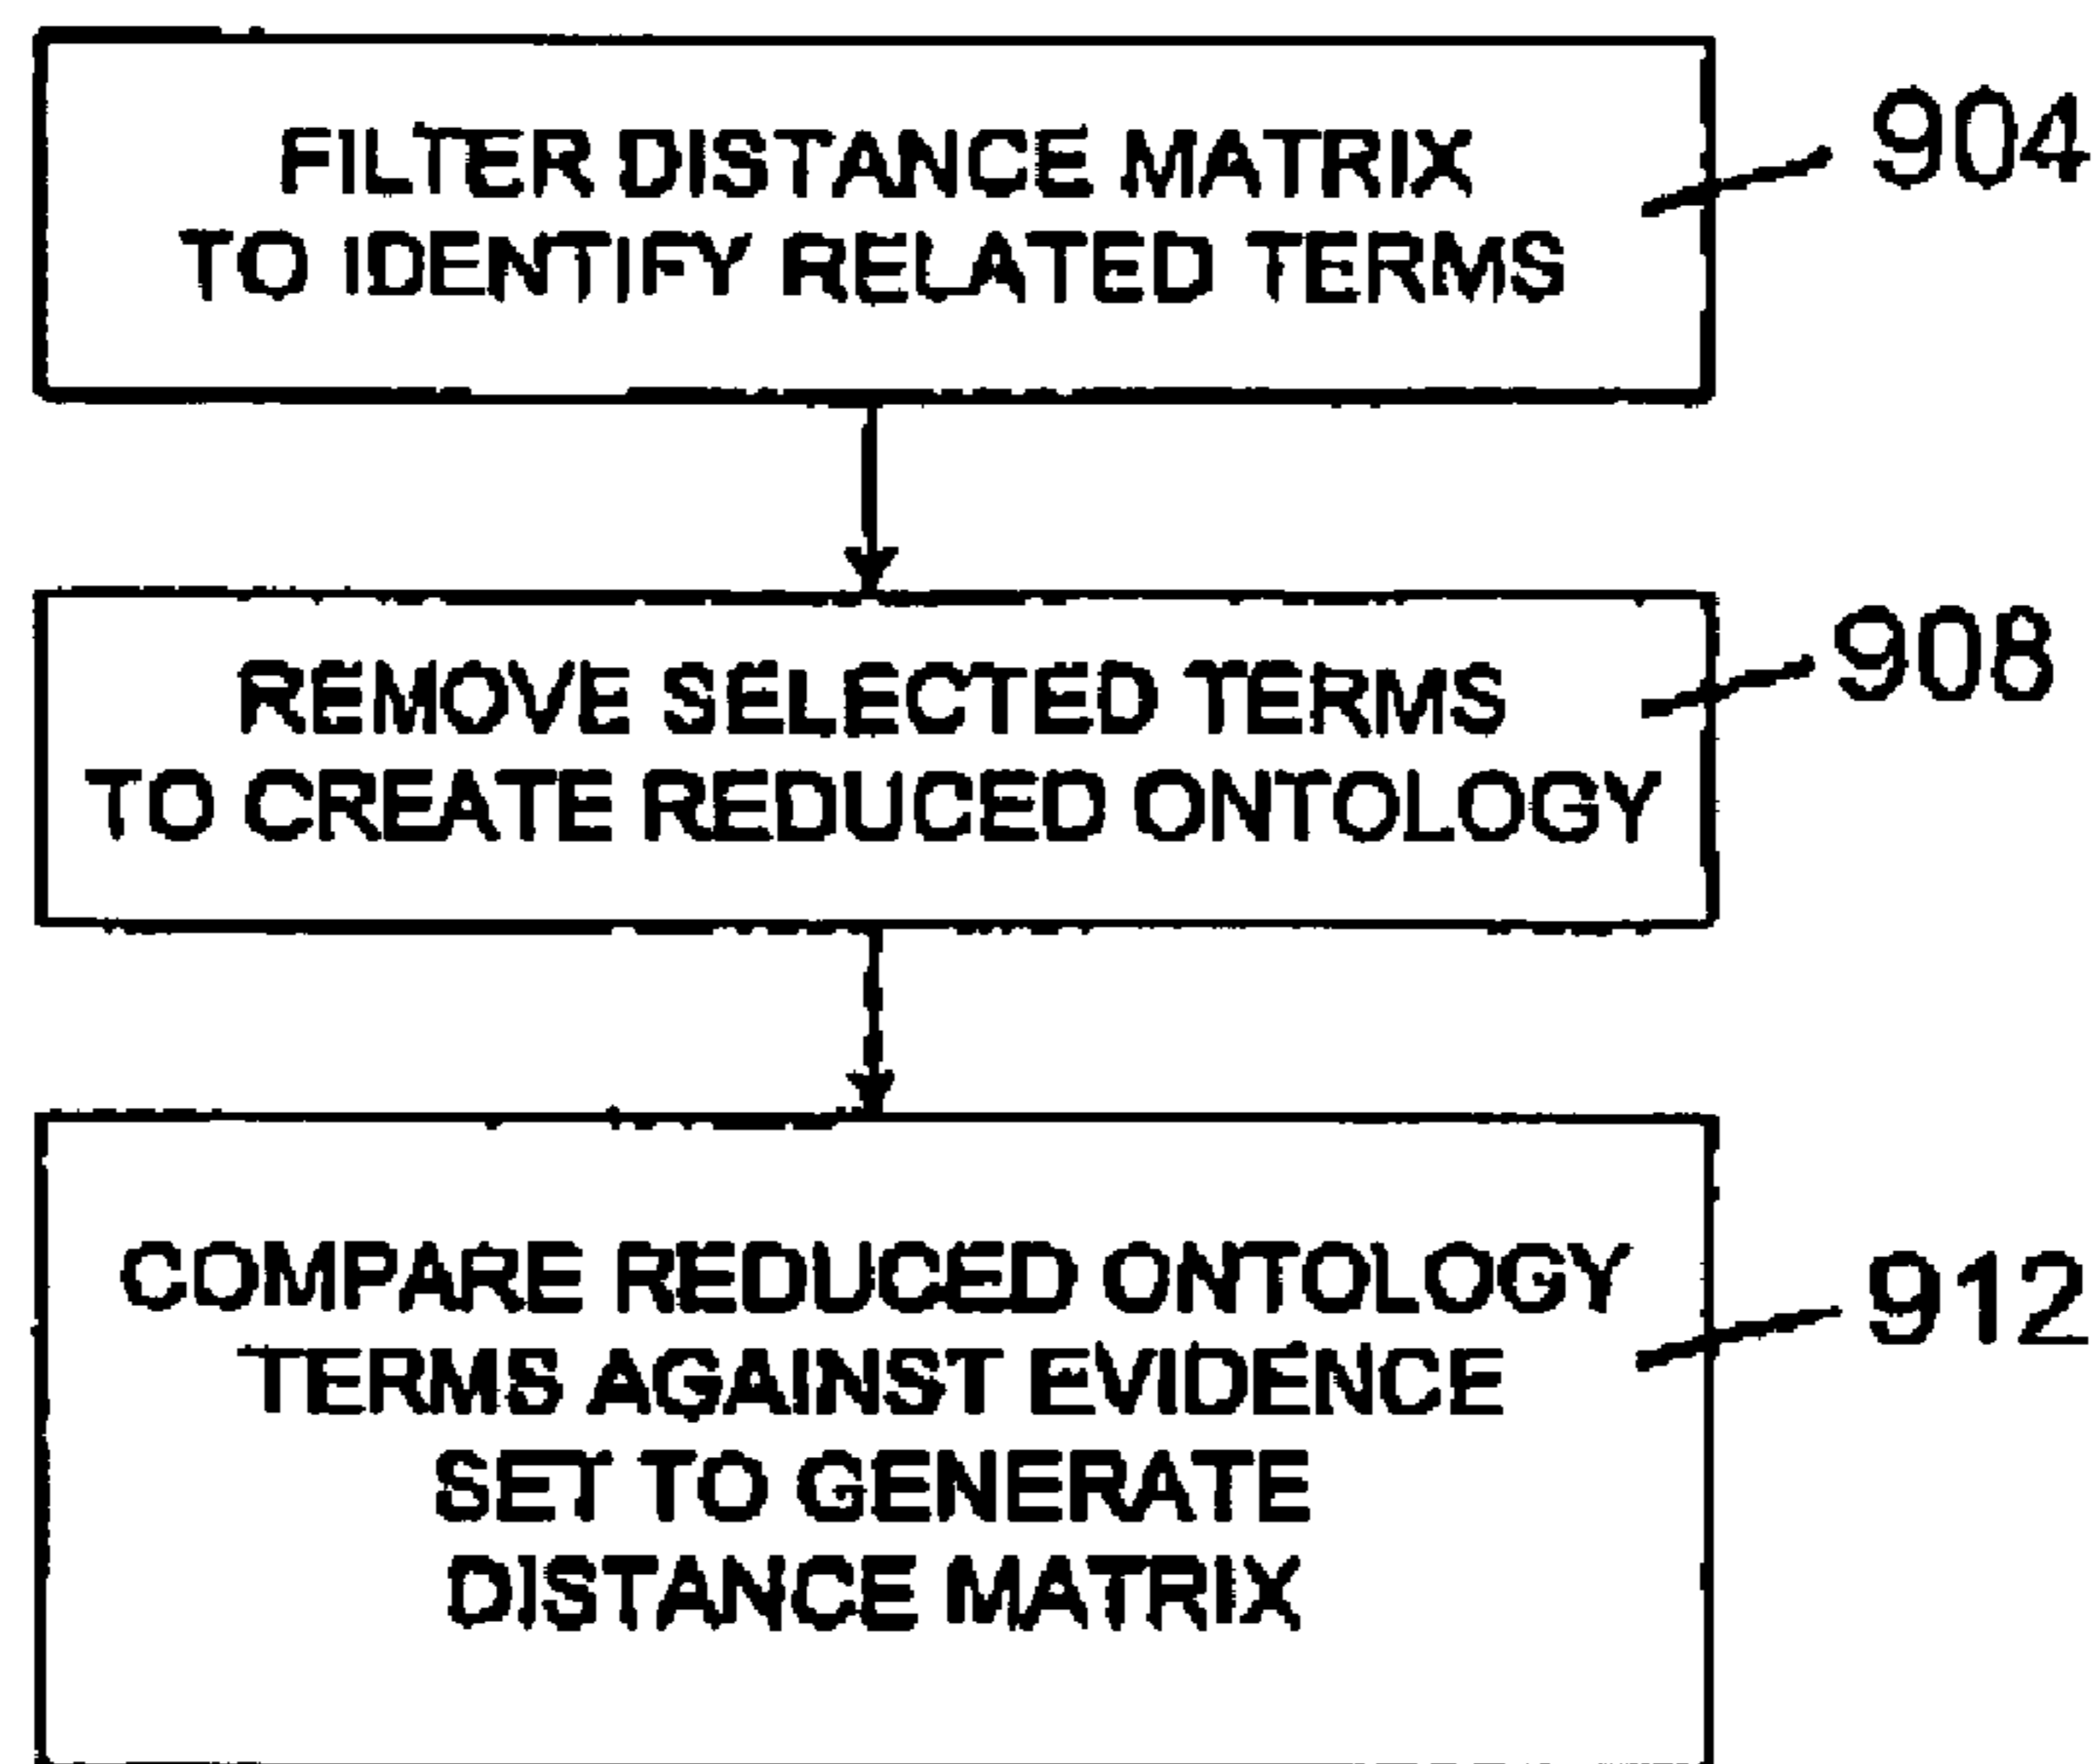 FILTER DISTANCE MATRIX
TO IDENTIFY RELATED TERMS
904
REMOVE SELECTED TERMS
TO CREATE REDUCED ONTOLOGY
908
COMPARE REDUCED ONTOLOGY
TERMS AGAINST EVIDENCE
SET TO GENERATE
DISTANCE MATRIX
912